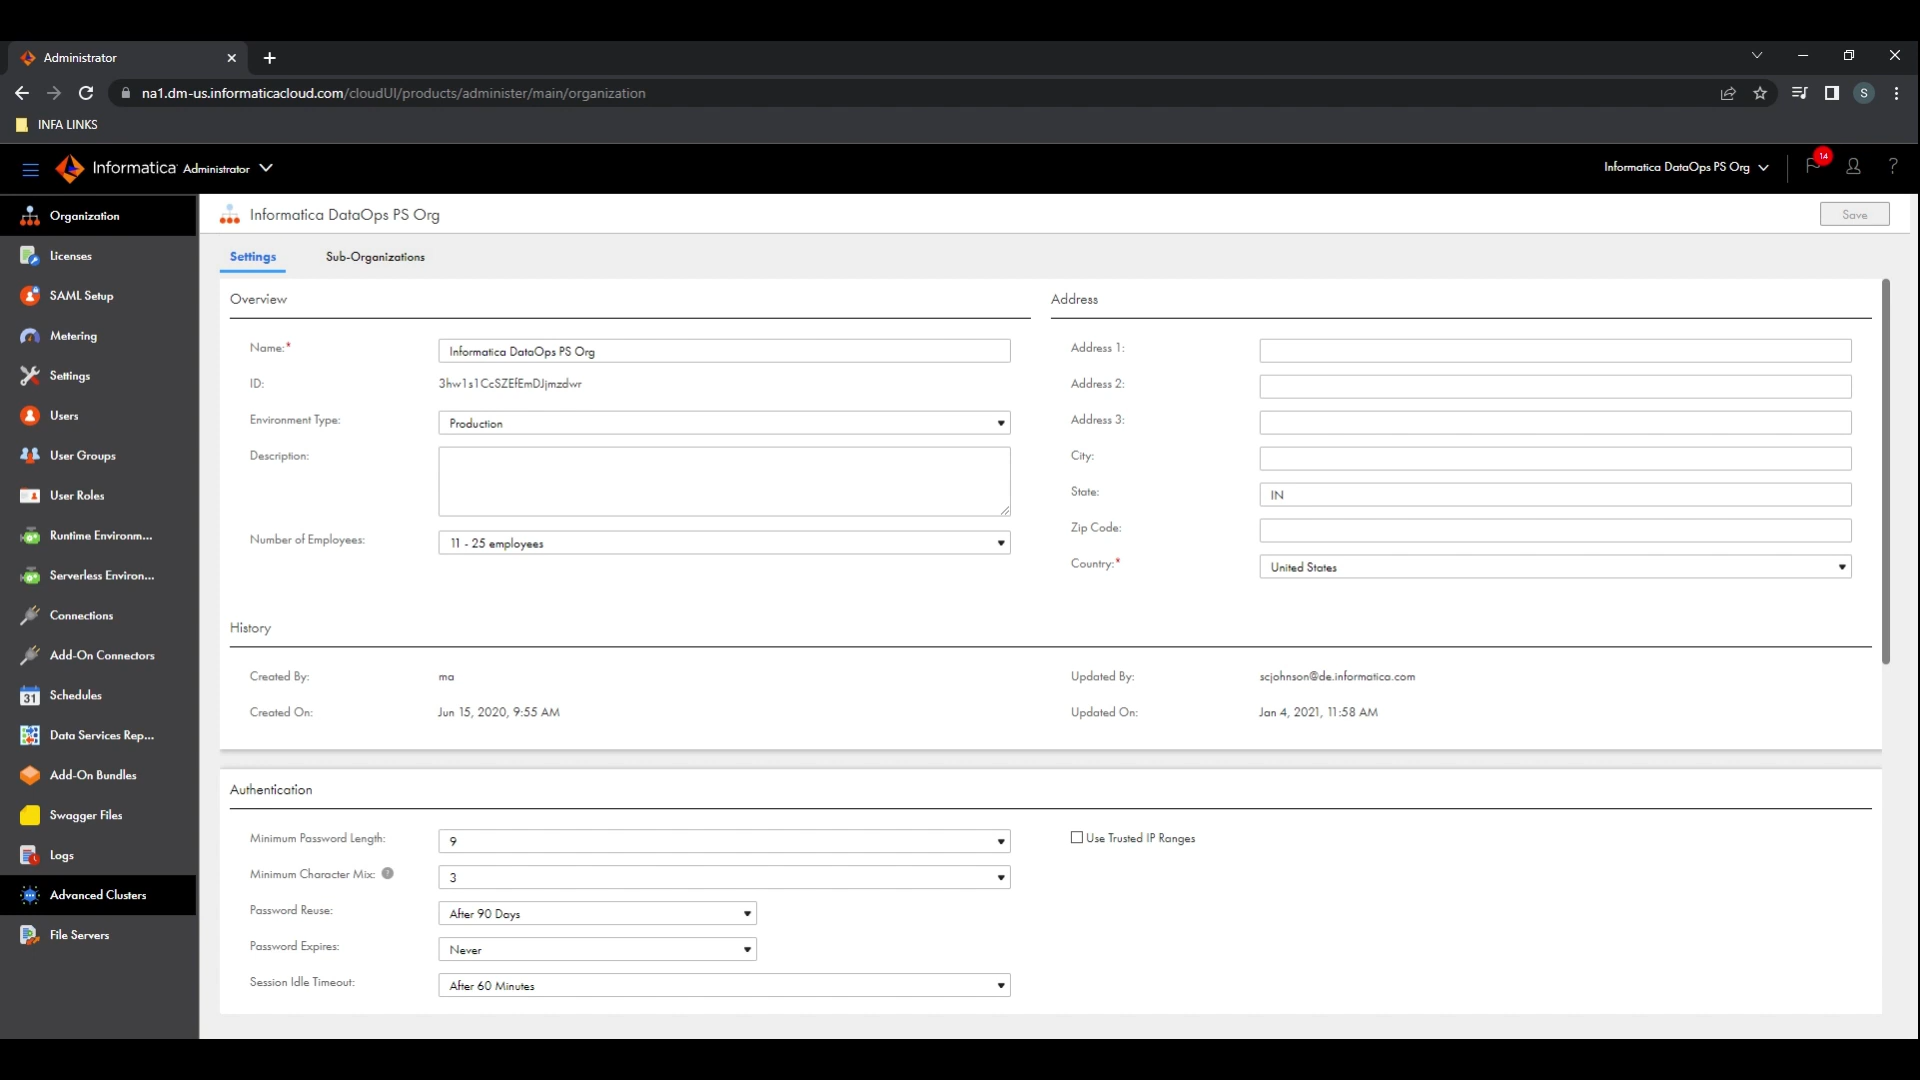 Administrator
na1.dm-us.informaticacloud.com/cloudUI/products/administer/main/organization
S
INFA LINKS
Informatica Administrator
Informatica DataOps PS Org
14
?
Organization
Licenses
SAML Setup
Metering
Settings
Users
User Groups
User Roles
Runtime Environm...
Serverless Environ...
Connections
Add-On Connectors
31 Schedules
Data Services Rep...
Add-On Bundles
Swagger Files
Logs
Advanced Clusters
File Servers
Informatica DataOps PS Org
Save
Settings Sub-Organizations
Overview
Name:* Informatica DataOps PS Org
ID: 3hw1s1CcSZEfEmDJjmzdwr
Environment Type: Production
Description:
Number of Employees: 11 - 25 employees
Address
Address 1:
Address 2:
Address 3:
City:
State: IN
Zip Code:
Country:* United States
History
Created By: ma
Updated By: scjohnson@de.informatica.com
Created On: Jun 15, 2020, 9:55 AM
Updated On: Jan 4, 2021, 11:58 AM
Authentication
Minimum Password Length: 9
Use Trusted IP Ranges
Minimum Character Mix: ? 3
Password Reuse: After 90 Days
Password Expires: Never
Session Idle Timeout: After 60 Minutes